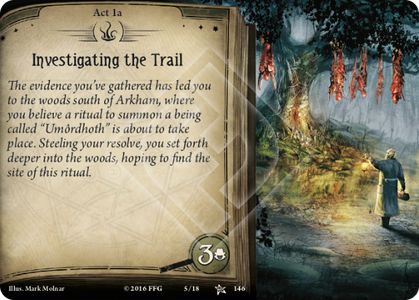 Act 1a
Investigating the Trail
The evidence you've gathered has led you
to the woods south of Arkham, where
you believe a ritual to summon a being
called “Umôrdhoth” is about to take
place. Steeling your resolve, you set forth
deeper into the woods, hoping to find the
site of this ritual.
3
Illus. Mark Molnar
© 2016 FFG
5/18
146